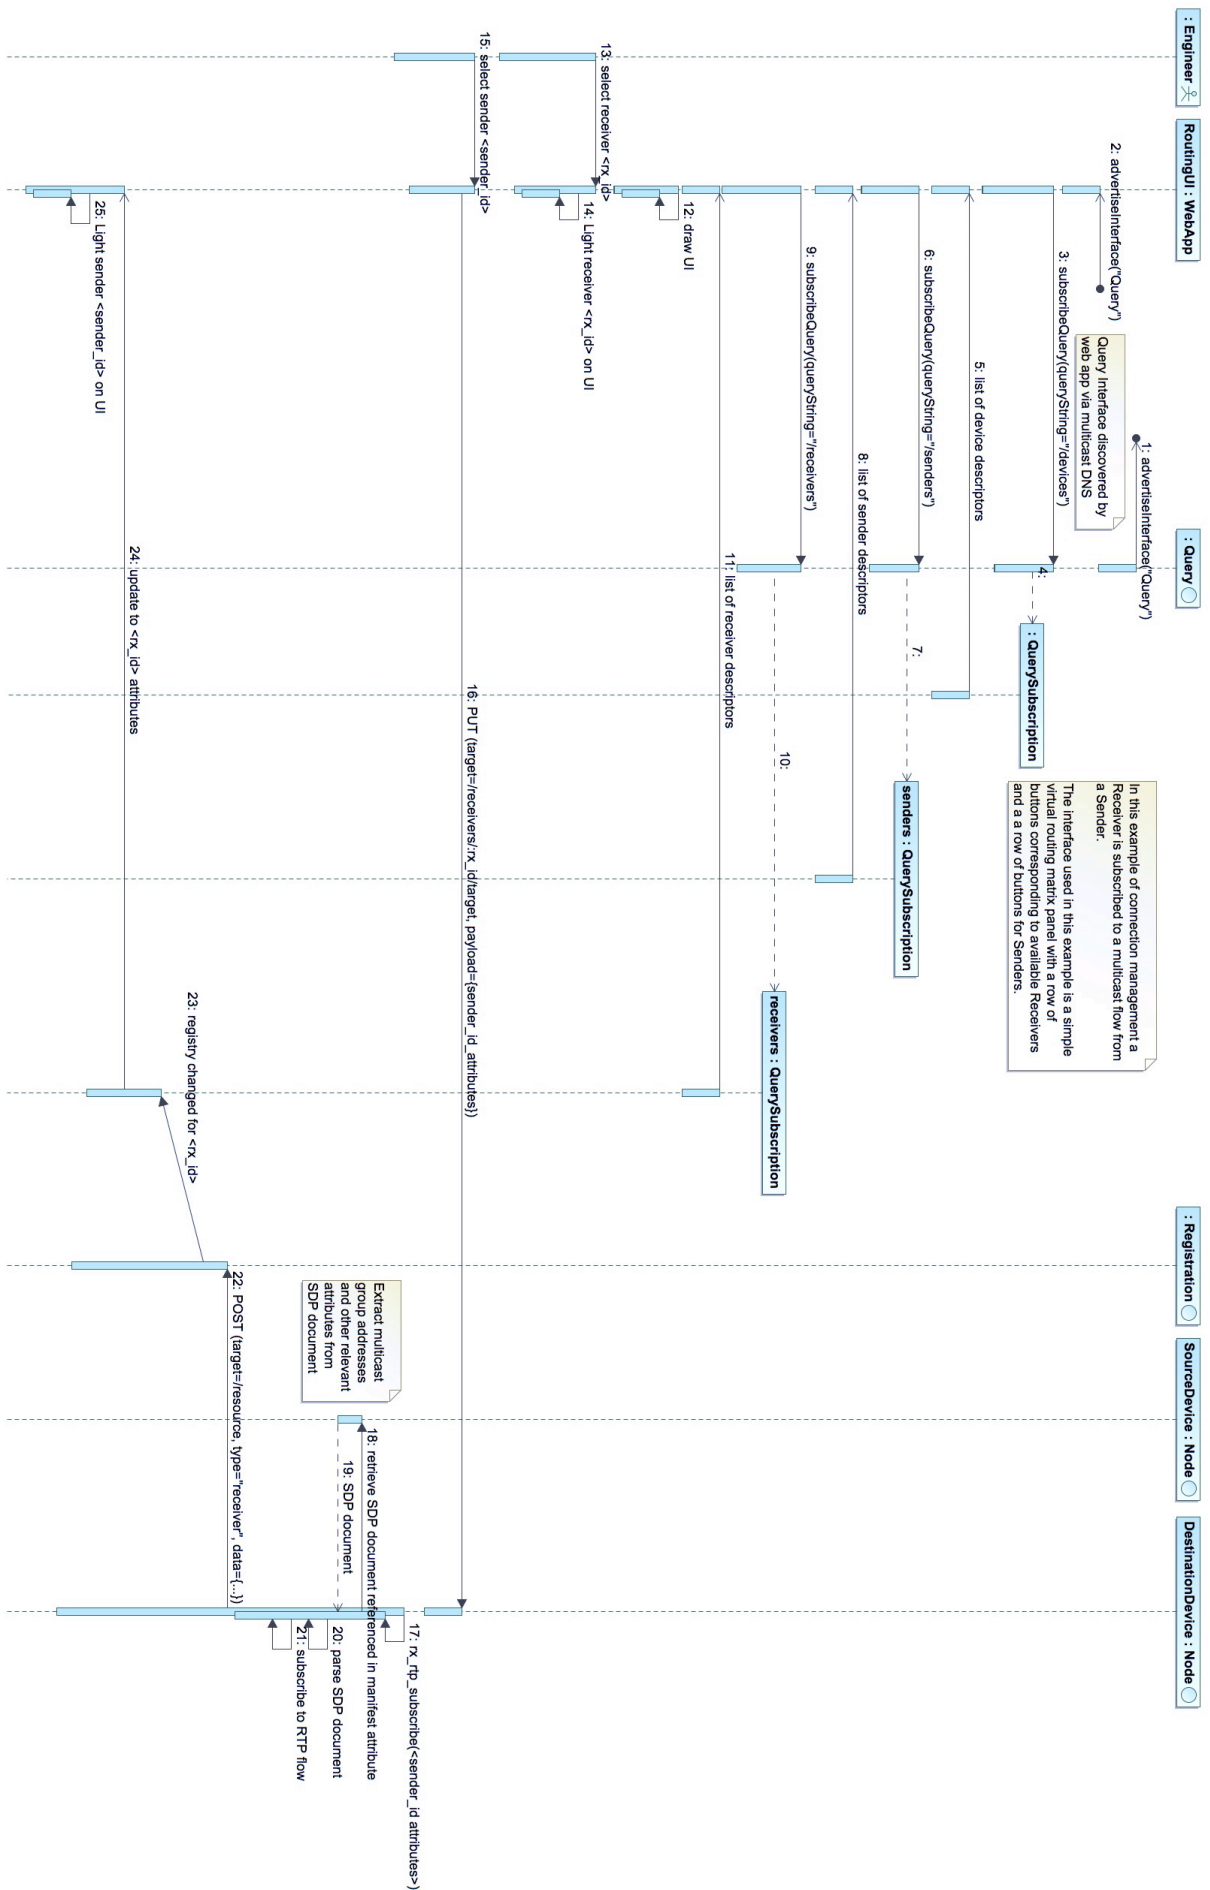 : Engineer
RoutingUI : WebApp
: Query
: Registration
SourceDevice : Node
DestinationDevice : Node
1: advertiseInterface("Query")
2: advertiseInterface("Query")
Query Interface discovered by
web app via multicast DNS
In this example of connection management a
Receiver is subscribed to a multicast flow from
a Sender.
The interface used in this example is a simple
virtual routing matrix panel with a row of
buttons corresponding to available Receivers
and a a row of buttons for Senders.
3: subscribeQuery(queryString="/devices")
4:
: QuerySubscription
5: list of device descriptors
6: subscribeQuery(queryString="/senders")
7:
senders : QuerySubscription
8: list of sender descriptors
9: subscribeQuery(queryString="/receivers")
10:
receivers : QuerySubscription
11: list of receiver descriptors
12: draw UI
13: select receiver <rx_id>
14: Light receiver <rx_id> on UI
15: select sender <sender_id>
16: PUT (target=/receivers/:rx_id/target, payload={sender_id_attributes})
17: rx_rtp_subscribe(<sender_id attributes>)
18: retrieve SDP document referenced in manifest attribute
Extract multicast
group addresses
and other relevant
attributes from
SDP document
19: SDP document
20: parse SDP document
21: subscribe to RTP flow
22: POST (target=/resource, type="receiver", data={...})
23: registry changed for <rx_id>
24: update to <rx_id> attributes
25: Light sender <sender_id> on UI